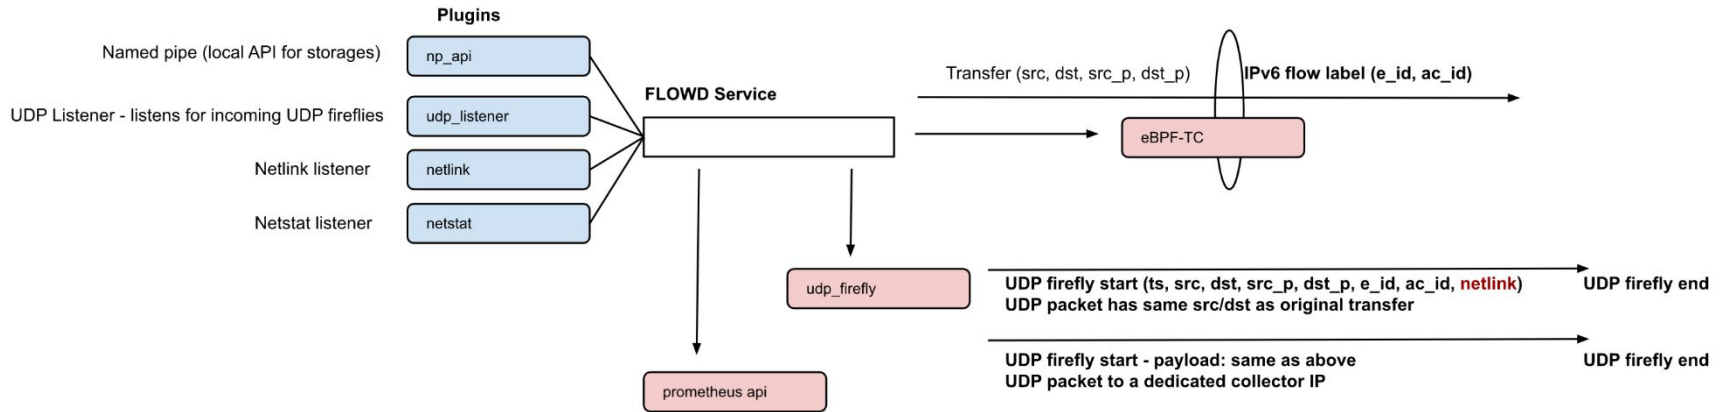 Plugins
Named pipe (local API for storages)
np_api
UDP Listener - listens for incoming UDP fireflies
udp_listener
Netlink listener
netlink
Netstat listener
netstat
FLOWD Service
Transfer (src, dst, src_p, dst_p)
IPv6 flow label (e_id, ac_id)
eBPF-TC
udp_firefly
UDP firefly start (ts, src, dst, src_p, dst_p, e_id, ac_id, netlink)
UDP packet has same src/dst as original transfer
UDP firefly end
UDP firefly start - payload: same as above
UDP packet to a dedicated collector IP
UDP firefly end
prometheus api